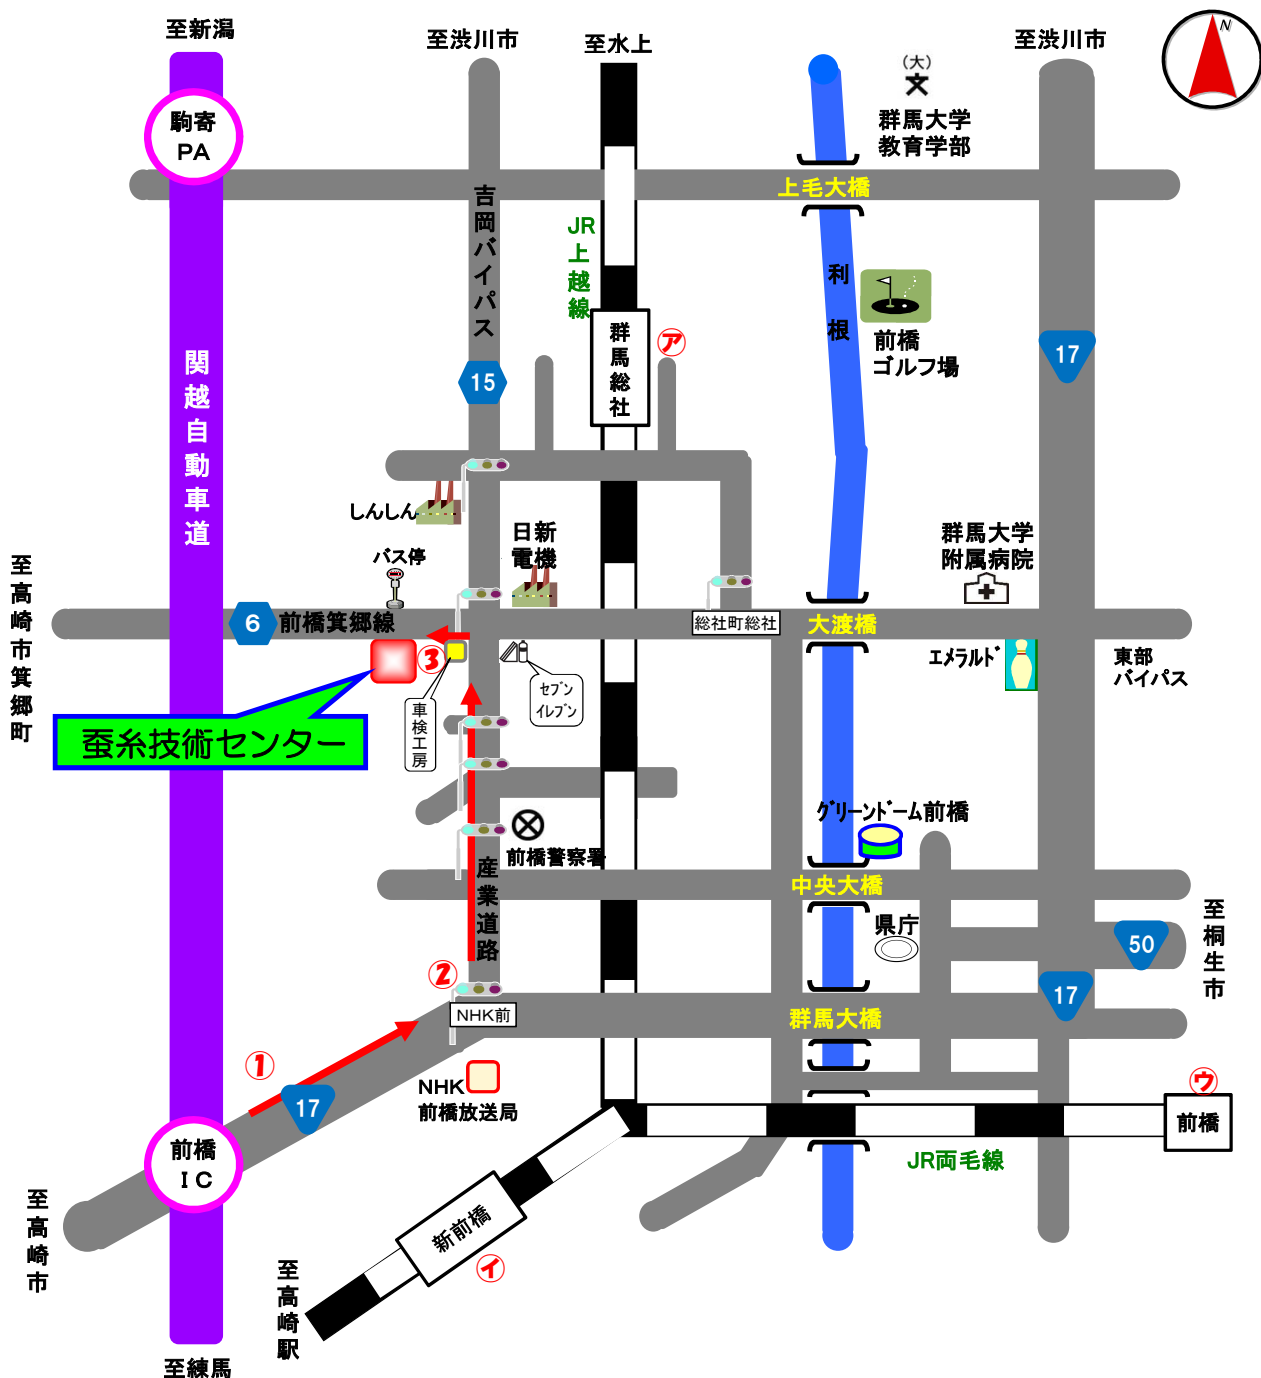 至新潟
至渋川市
至水上
至渋川市
N
(大)
文
群馬大学
教育学部
駒寄
PA
上毛大橋
吉岡バイパス
JR上越線
利根
前橋
ゴルフ場
群馬総社
ア
17
15
関越自動車道
しんしん
日新
電機
バス停
群馬大学
附属病院
至高崎市箕郷町
6
前橋箕郷線
総社町総社
大渡橋
エメラルド
東部
バイパス
③
セブン
イレブン
車検工房
蚕糸技術センター
グリーンドーム前橋
前橋警察署
産業道路
中央大橋
県庁
至桐生市
50
②
NHK前
17
群馬大橋
①
17
NHK
前橋放送局
ウ
前橋
前橋
IC
JR両毛線
至高崎市
新前橋
イ
至高崎駅
至練馬